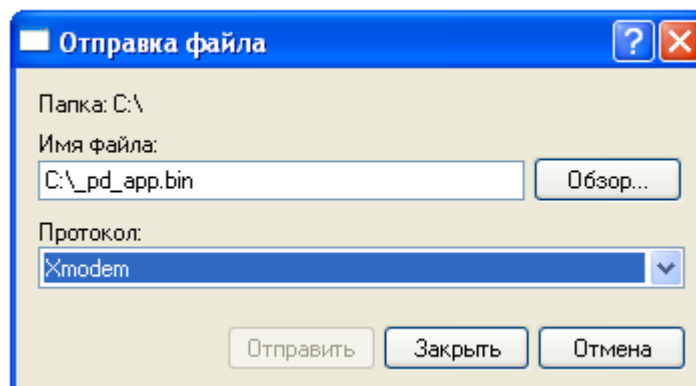 Отправка файла
Папка: C:\
Имя файла:
C:\_pd_app.bin Обзор...
Протокол:
Xmodem
Отправить Закрыть Отмена